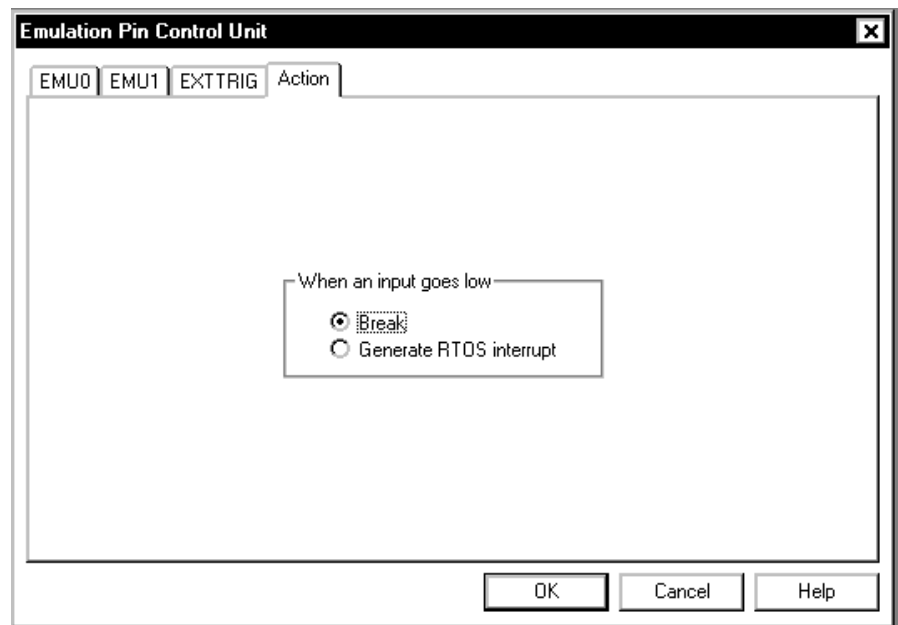 Emulation Pin Control Unit
EMU0 EMU1 EXTTRIG Action
When an input goes low
Break
Generate RTOS interrupt
OK Cancel Help